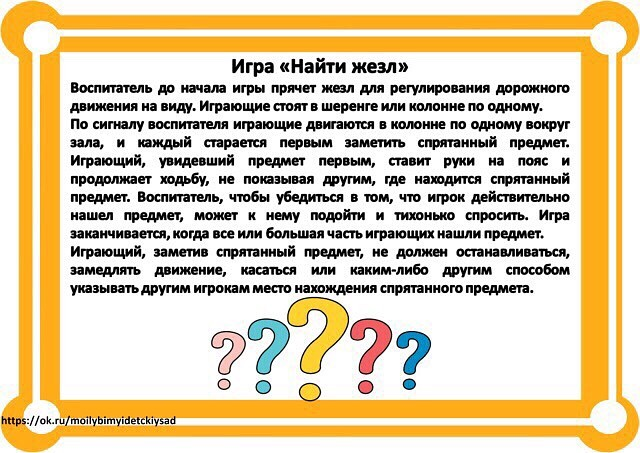 Игра «Найти жезл»
Воспитатель до начала игры прячет жезл для регулирования дорожного
движения на виду. Играющие стоят в шеренге или колонне по одному.
По сигналу воспитателя играющие двигаются в колонне по одному вокруг
зала, и каждый старается первым заметить спрятанный предмет.
Играющий, увидевший предмет первым, ставит руки на пояс и
продолжает ходьбу, не показывая другим, где находится спрятанный
предмет. Воспитатель, чтобы убедиться в том, что игрок действительно
нашел предмет, может к нему подойти и тихонько спросить. Игра
заканчивается, когда все или большая часть играющих нашли предмет.
Играющий, заметив спрятанный предмет, не должен останавливаться,
замедлять движение, касаться или каким-либо другим способом
указывать другим игрокам место нахождения спрятанного предмета.
? ? ? ? ?
https://ok.ru/moilybimyidetckiysad